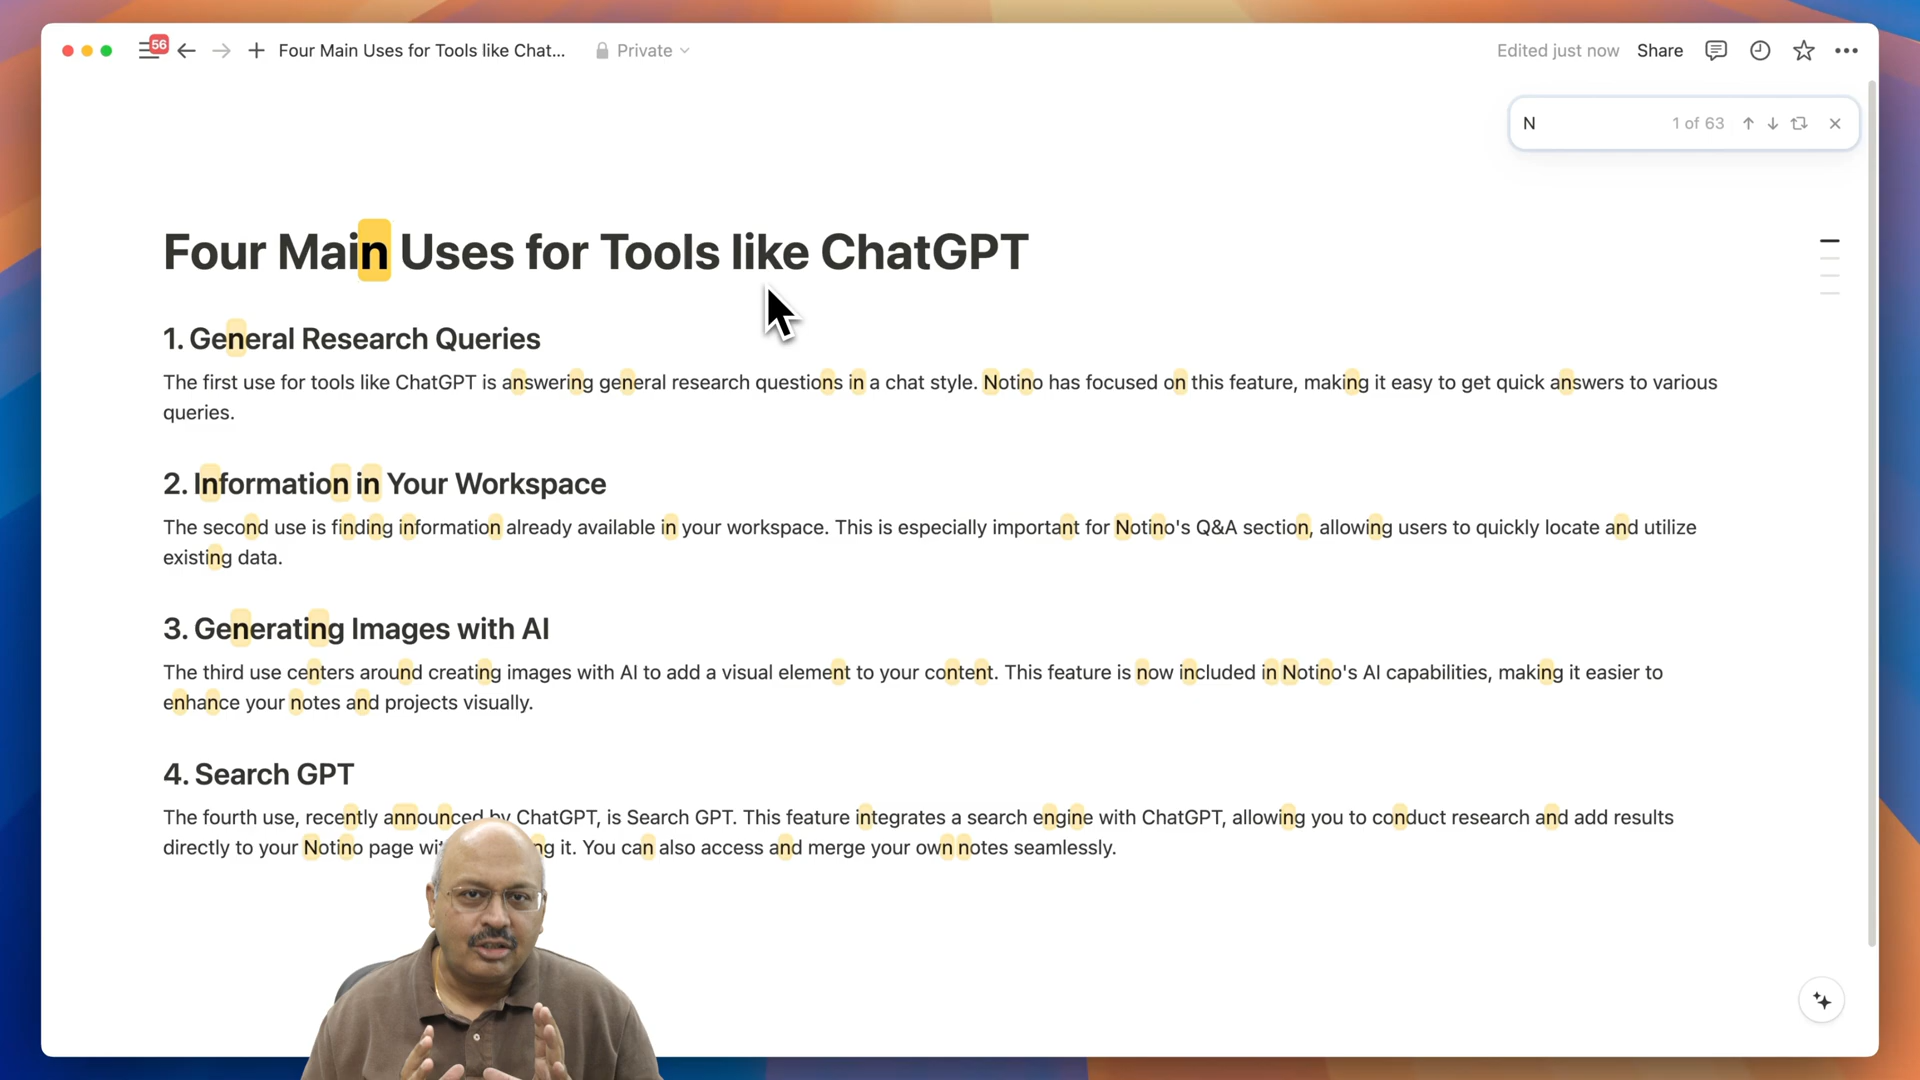 56
Four Main Uses for Tools like Chat...
Private
Edited just now
Share
N
1 of 63
Four Main Uses for Tools like ChatGPT
1. General Research Queries
The first use for tools like ChatGPT is answering general research questions in a chat style. Notino has focused on this feature, making it easy to get quick answers to various
queries.
2. Information in Your Workspace
The second use is finding information already available in your workspace. This is especially important for Notino's Q&A section, allowing users to quickly locate and utilize
existing data.
3. Generating Images with AI
The third use centers around creating images with AI to add a visual element to your content. This feature is now included in Notino's AI capabilities, making it easier to
enhance your notes and projects visually.
4. Search GPT
The fourth use, recently announced by ChatGPT, is Search GPT. This feature integrates a search engine with ChatGPT, allowing you to conduct research and add results
directly to your Notino page it. You can also access and merge your own notes seamlessly.